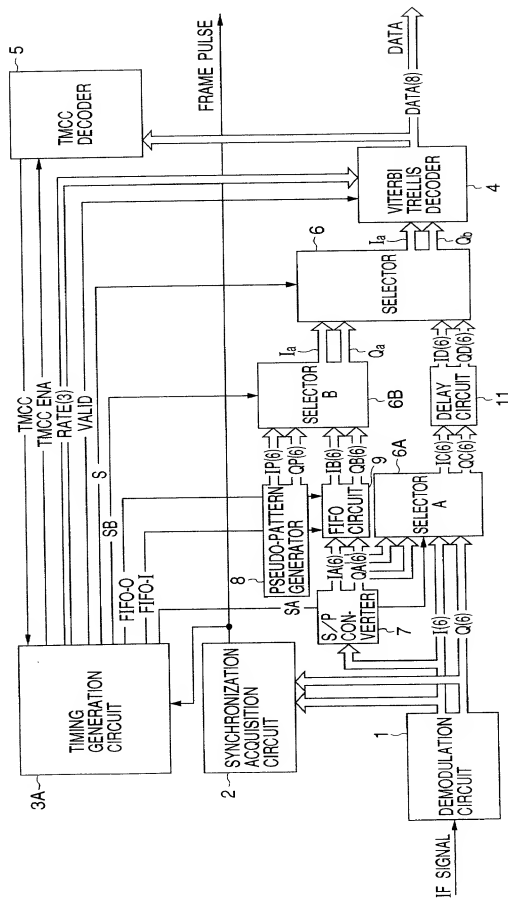 5
TMCC
DECODER
TMCC
TMCC ENA
RATE(3)
VALID
S
SB
FIFO-O
FIFO-I
SA
3A
TIMING
GENERATION
CIRCUIT
FRAME PULSE
2
SYNCHRONIZATION
ACQUISITION
CIRCUIT
DATA
DATA(8)
VITERBI
TRELLIS
DECODER
4
6
SELECTOR
Ia
Qb
Ia
Qa
SELECTOR
B
6B
IP(6)
QP(6)
IB(6)
QB(6)
8
PSEUDO-PATTERN
GENERATOR
FIFO
CIRCUIT
9
IA(6)
QA(6)
S/P
CON-
VERTER
7
6A
SELECTOR
A
IC(6)
QC(6)
DELAY
CIRCUIT
11
ID(6)
QD(6)
I(6)
Q(6)
1
DEMODULATION
CIRCUIT
IF SIGNAL